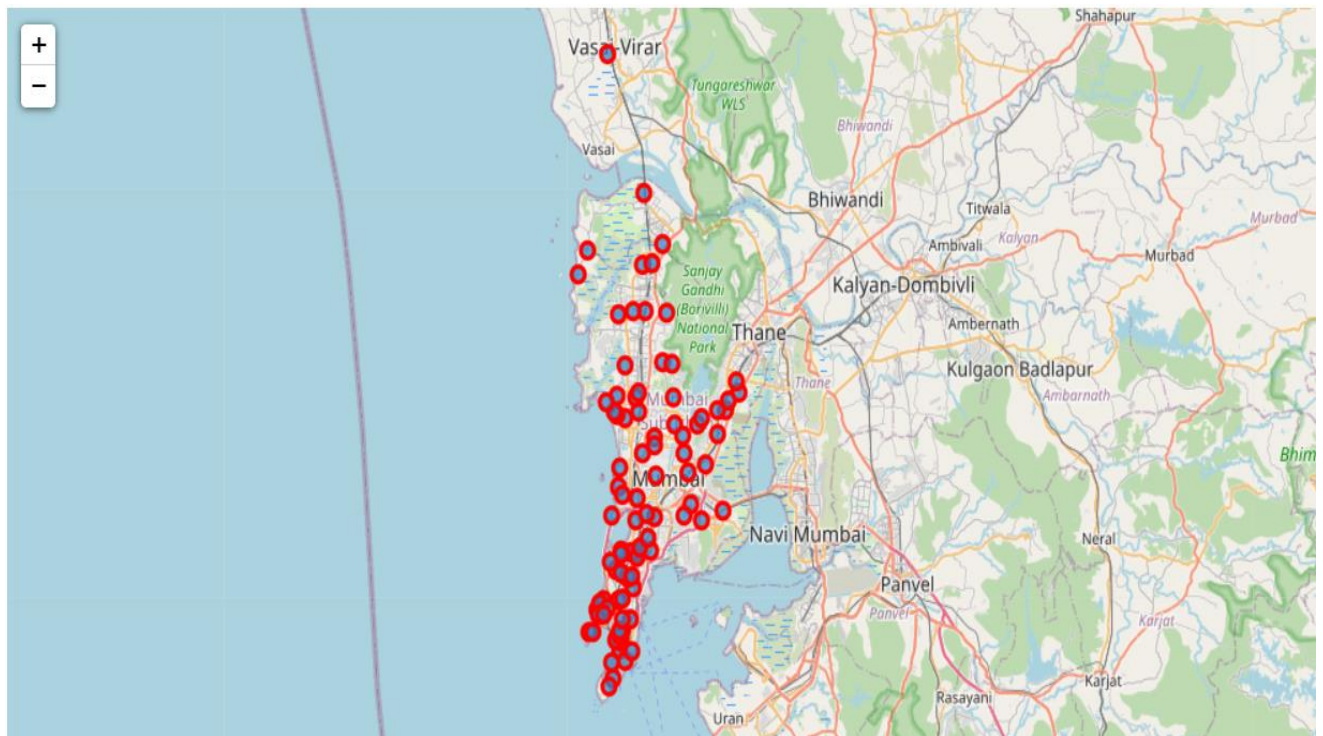 +
−
Shahapur
Vasai-Virar
Tungareshwar
WLS
Bhiwandi
Vasai
Bhiwandi
Titwala
Murbad
Kalyan
Ambivali
Murbad
Sanjay
Gandhi
(Borivilli)
National
Park
Kalyan-Dombivli
Thane
Ambernath
Kulgaon Badlapur
Thane
Ambarnath
Mumbai
Mumbai
Navi Mumbai
Neral
Panvel
Panvel
Karjat
Karjat
Rasayani
Uran